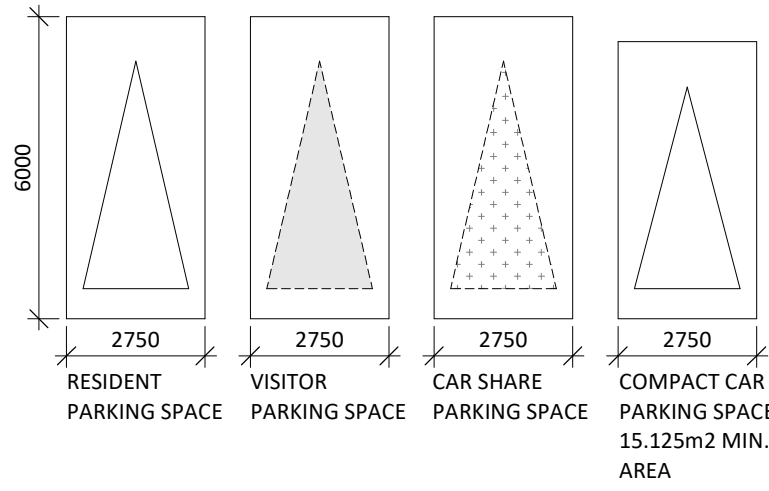 6000
2750
RESIDENT
PARKING SPACE
2750
VISITOR
PARKING SPACE
2750
CAR SHARE
PARKING SPACE
2750
COMPACT CAR
PARKING SPACE
15.125m2 MIN.
AREA